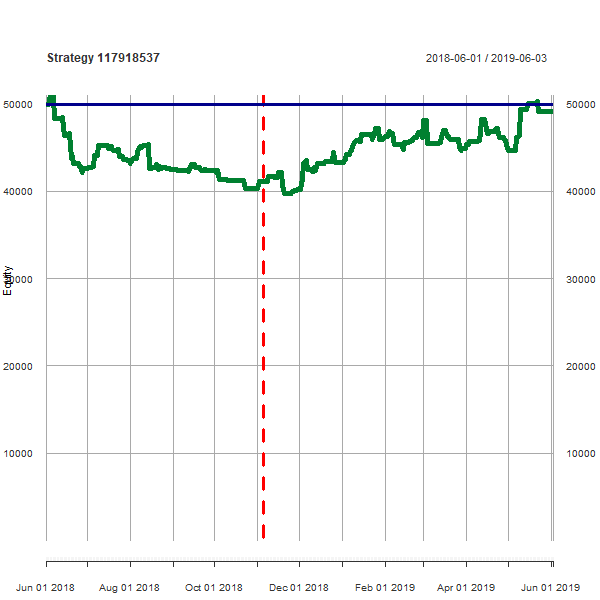 Strategy 117918537
2018-06-01 / 2019-06-03
50000 50000
40000 40000
30000 30000
20000 20000
10000 10000
Equity
Jun 01 2018 Aug 01 2018 Oct 01 2018 Dec 01 2018 Feb 01 2019 Apr 01 2019 Jun 01 2019